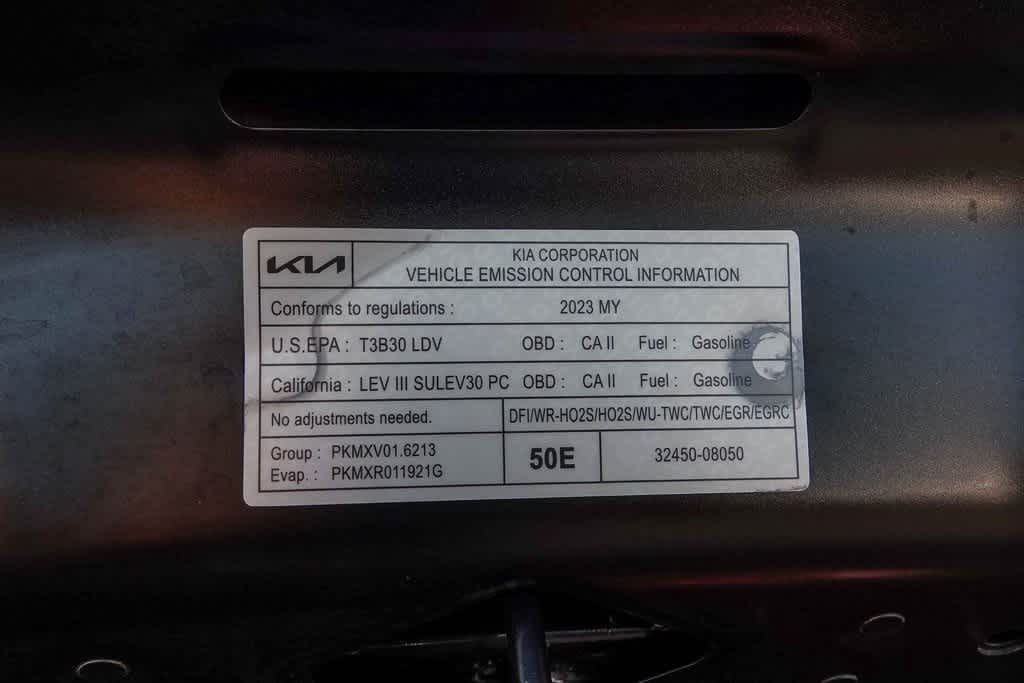 KIA
KIA CORPORATION
VEHICLE EMISSION CONTROL INFORMATION
Conforms to regulations : 2023 MY
U.S.EPA : T3B30 LDV OBD : CA II Fuel : Gasoline
California : LEV III SULEV30 PC OBD : CA II Fuel : Gasoline
No adjustments needed. DFI/WR-HO2S/HO2S/WU-TWC/TWC/EGR/EGRC
Group : PKMXV01.6213
Evap. : PKMXR011921G
50E
32450-08050